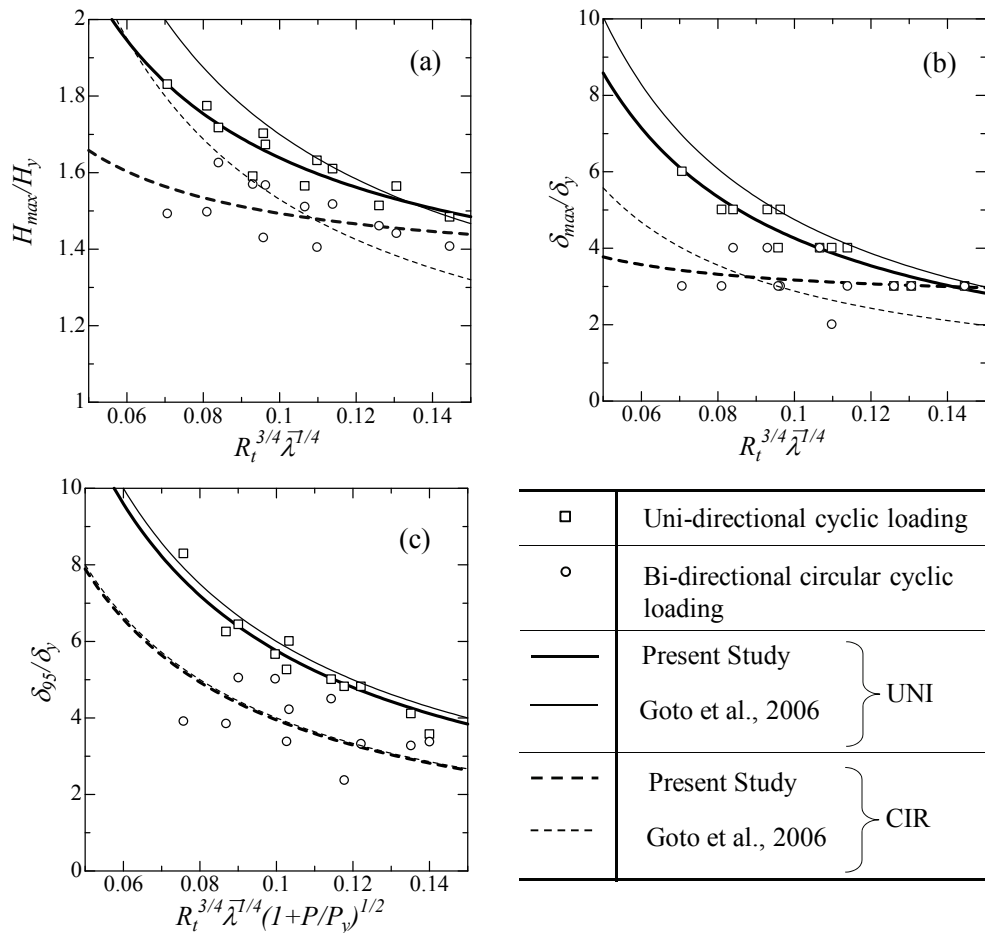 2
1.8
1.6
1.4
1.2
1
0.06 0.08 0.1 0.12 0.14
H_max/H_y
R_t^3/4 λ̄^1/4
(a)
10
8
6
4
2
0
0.06 0.08 0.1 0.12 0.14
δ_max/δ_y
R_t^3/4 λ̄^1/4
(b)
10
8
6
4
2
0
0.06 0.08 0.1 0.12 0.14
δ_95/δ_y
R_t^3/4 λ̄^1/4 (1+P/P_y)^1/2
(c)
Uni-directional cyclic loading
Bi-directional circular cyclic
loading
Present Study
UNI
Goto et al., 2006
Present Study
CIR
Goto et al., 2006